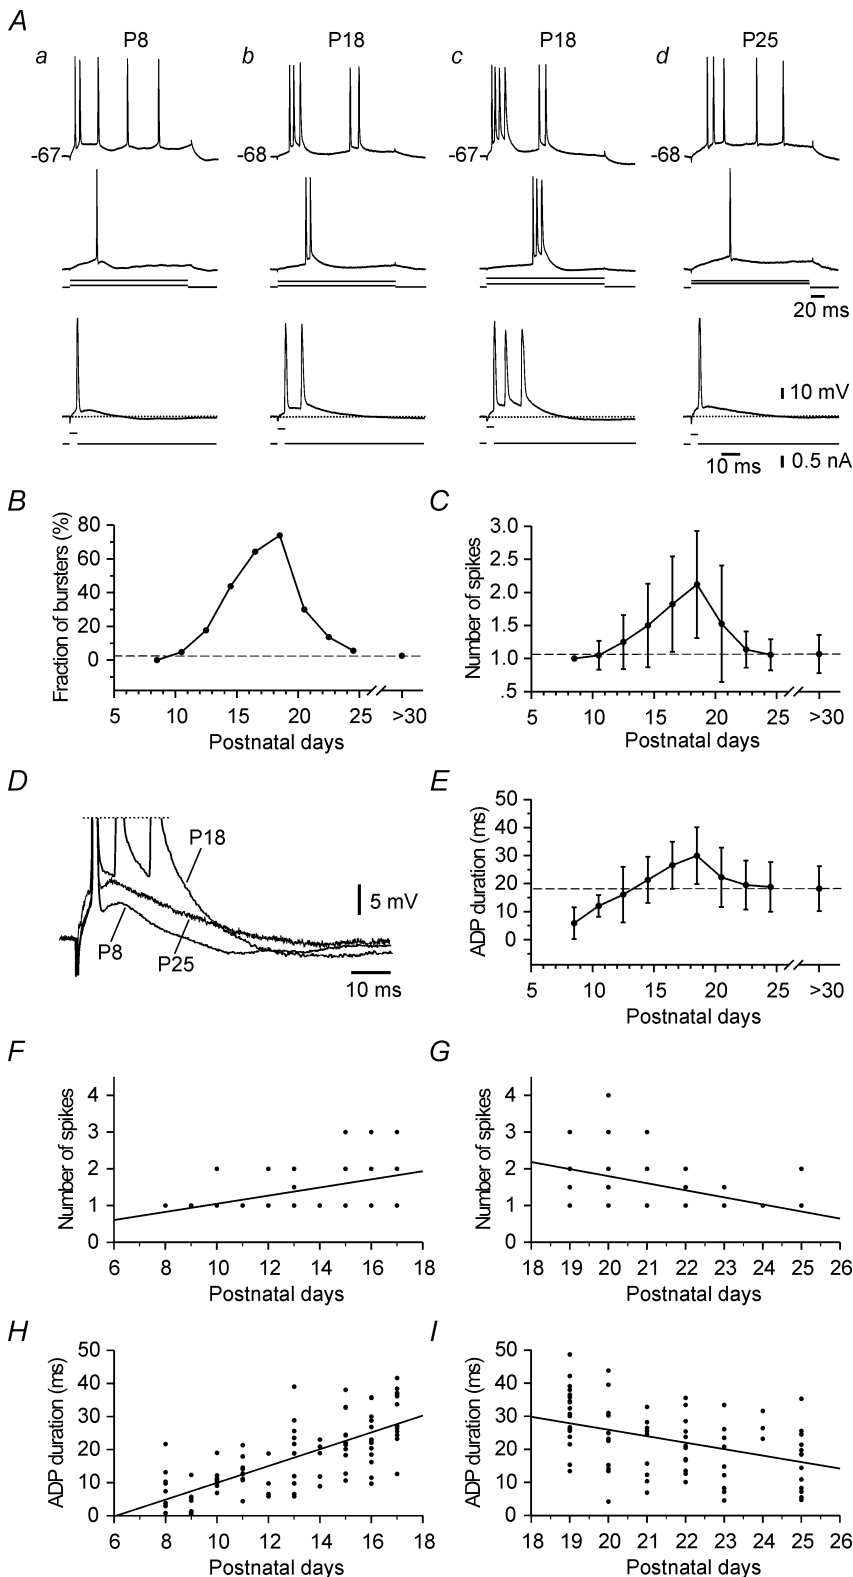 A
P8 P18 P18 P25
a b c d
-67 -68 -67 -68
20 ms
10 mV
10 ms 0.5 nA
B
Fraction of bursters (%)
80
60
40
20
0
5 10 15 20 25 >30
Postnatal days
C
Number of spikes
3.0
2.5
2.0
1.5
1.0
.5
5 10 15 20 25 >30
Postnatal days
D
P18
5 mV
P8 P25
10 ms
E
ADP duration (ms)
50
40
30
20
10
0
5 10 15 20 25 >30
Postnatal days
F
Number of spikes
4
3
2
1
0
6 8 10 12 14 16 18
Postnatal days
G
Number of spikes
4
3
2
1
0
18 19 20 21 22 23 24 25 26
Postnatal days
H
ADP duration (ms)
50
40
30
20
10
0
6 8 10 12 14 16 18
Postnatal days
I
ADP duration (ms)
50
40
30
20
10
0
18 19 20 21 22 23 24 25 26
Postnatal days